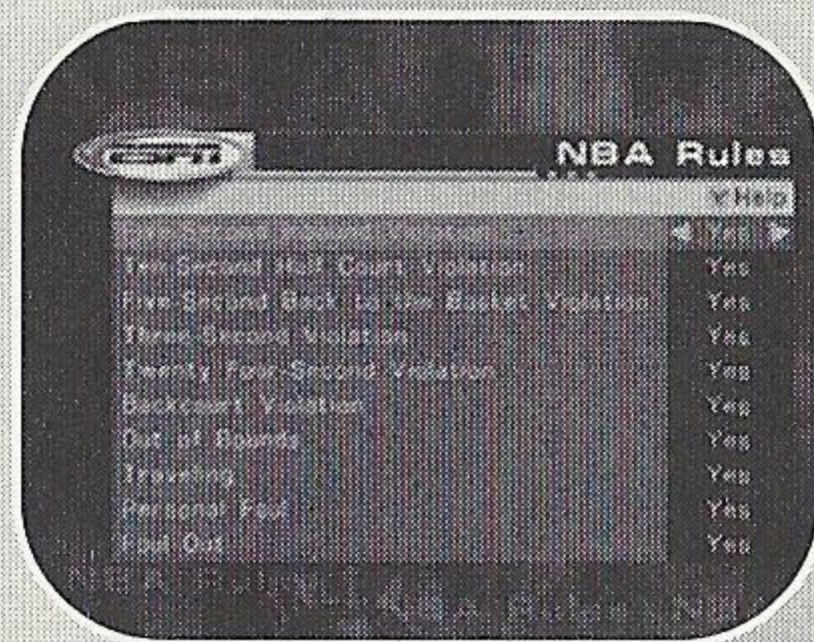 ESPN
NBA Rules
Help
Yes
Ten Second Half Court Violation Yes
Five Second Back to the Basket Violation Yes
Three Second Violation Yes
Twenty Four Second Violation Yes
Backcourt Violation Yes
Out of Bounds Yes
Traveling Yes
Personal Foul Yes
Foul Out Yes